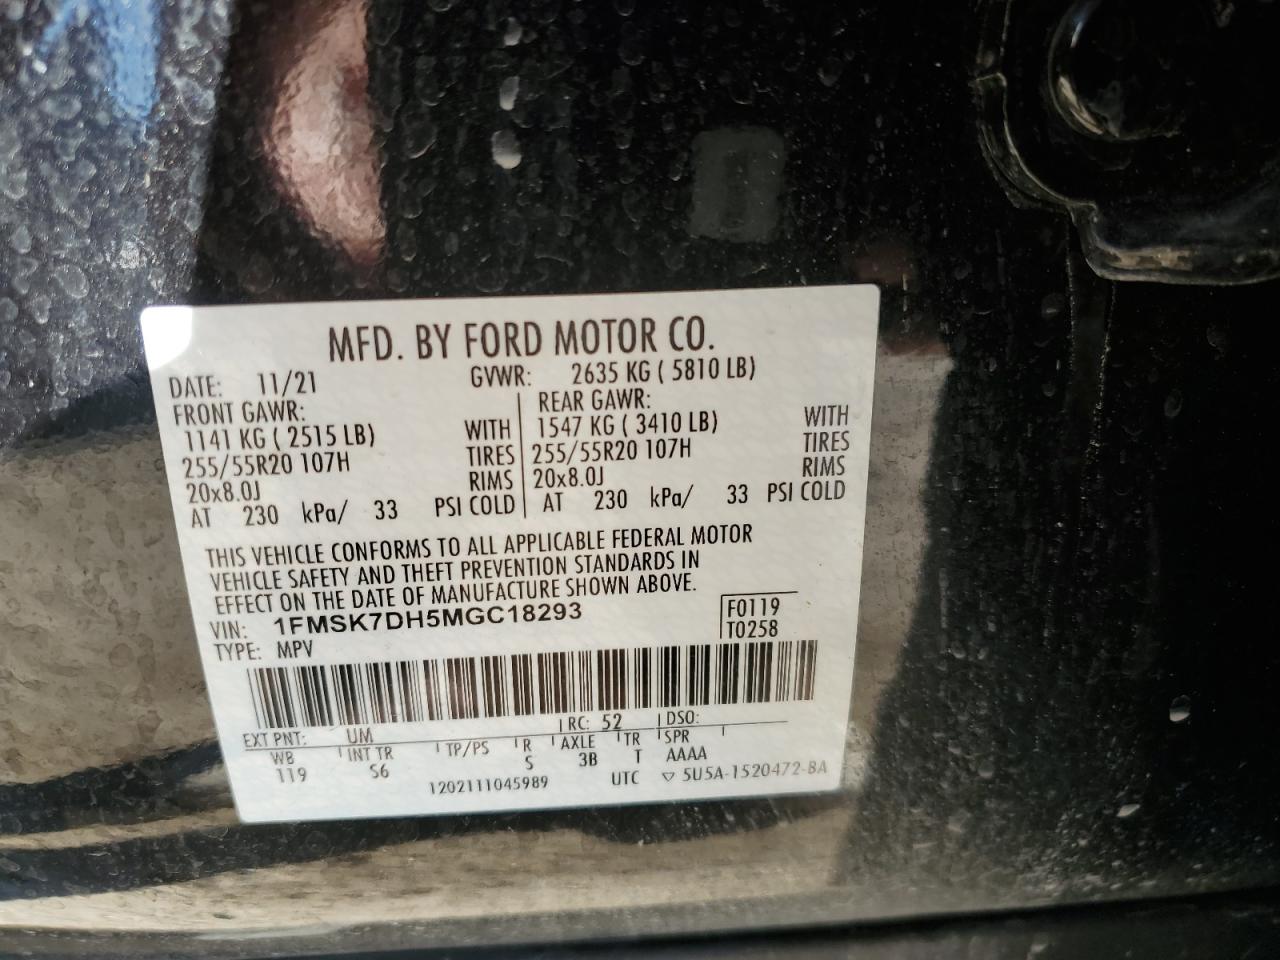 MFD. BY FORD MOTOR CO.
DATE: 11/21 GVWR: 2635 KG ( 5810 LB)
FRONT GAWR: REAR GAWR:
1141 KG ( 2515 LB) WITH 1547 KG ( 3410 LB) WITH
255/55R20 107H TIRES 255/55R20 107H TIRES
20x8.0J RIMS 20x8.0J RIMS
AT 230 kPa/ 33 PSI COLD AT 230 kPa/ 33 PSI COLD
THIS VEHICLE CONFORMS TO ALL APPLICABLE FEDERAL MOTOR
VEHICLE SAFETY AND THEFT PREVENTION STANDARDS IN
EFFECT ON THE DATE OF MANUFACTURE SHOWN ABOVE.
VIN: 1FMSK7DH5MGC18293 F0119
TYPE: MPV T0258
EXT PNT: UM RC: 52 DSO:
WB INT TR TP/PS R AXLE TR SPR
119 S6 S 3B T AAAA
1202111045989 UTC ▽ 5U5A-1520472-BA